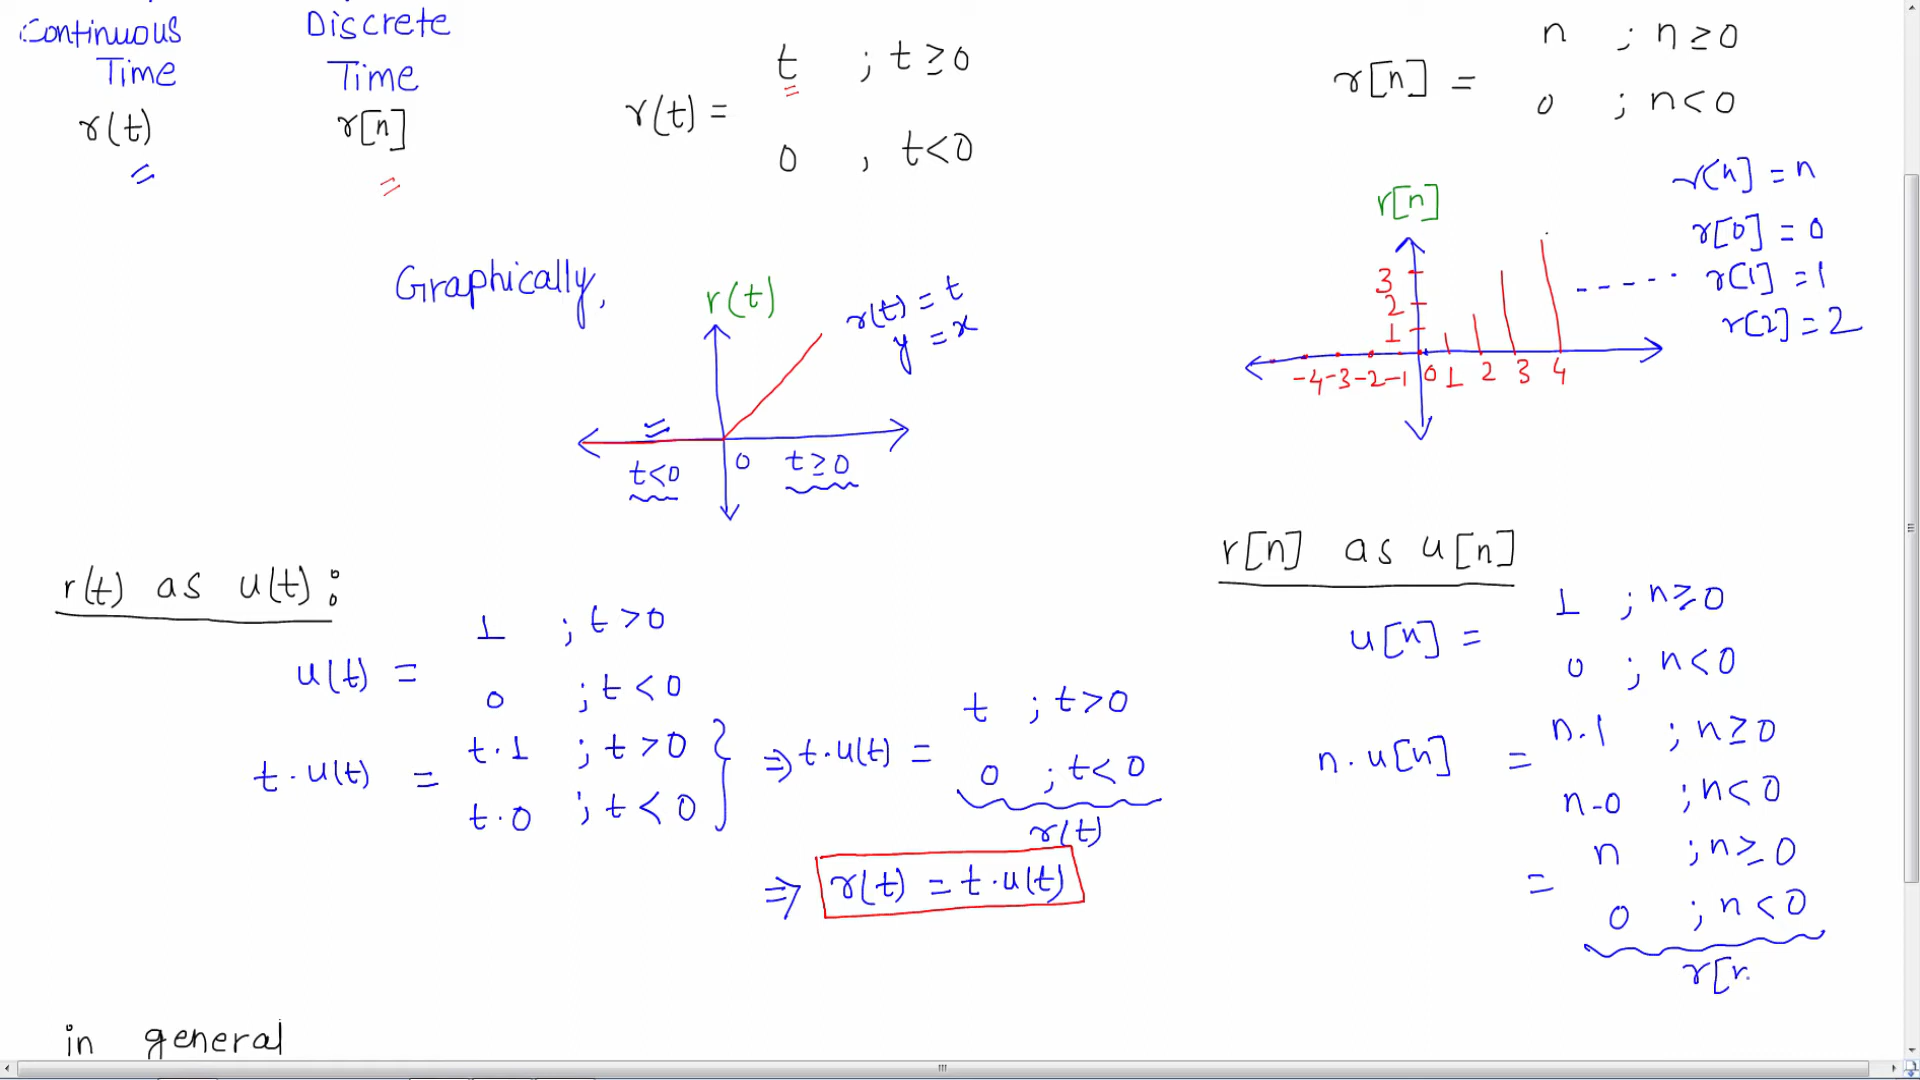 Continuous Time
r(t)
=
Discrete Time
r[n]
=
r(t) =
t ; t ≥ 0
0 , t < 0
r[n] =
n ; n ≥ 0
0 ; n < 0
Graphically,
r(t)
r(t) = t
y = x
t<0
0
t ≥ 0
r[n]
3
2
1
-4 -3 -2 -1 0 1 2 3 4
r[n] = n
r[0] = 0
r[1] = 1
r[2] = 2
r(t) as u(t):
u(t) =
1 ; t > 0
0 ; t < 0
t·u(t) =
t·1 ; t > 0
t·0 ; t < 0
⇒ t·u(t) =
t ; t > 0
0 ; t < 0
r(t)
⇒ r(t) = t·u(t)
r[n] as u[n]
u[n] =
1 ; n ≥ 0
0 ; n < 0
n·u[n] =
n·1 ; n ≥ 0
n·0 ; n < 0
=
n ; n ≥ 0
0 ; n < 0
r[r
in general